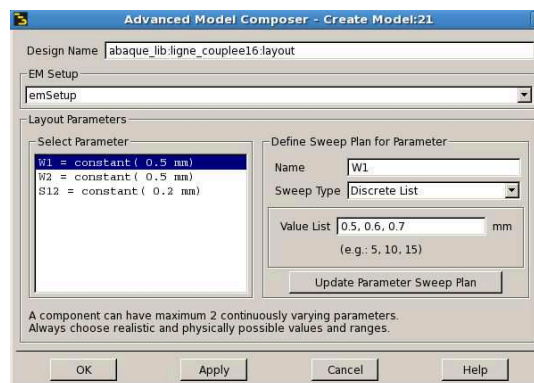 Advanced Model Composer - Create Model:21
Design Name abaque_lib:ligne_couplee16:layout
EM Setup
emSetup
Layout Parameters
Select Parameter
W1 = constant( 0.5 mm)
W2 = constant( 0.5 mm)
S12 = constant( 0.2 mm)
Define Sweep Plan for Parameter
Name W1
Sweep Type Discrete List
Value List 0.5, 0.6, 0.7 mm
(e.g.: 5, 10, 15)
Update Parameter Sweep Plan
A component can have maximum 2 continuously varying parameters.
Always choose realistic and physically possible values and ranges.
OK Apply Cancel Help